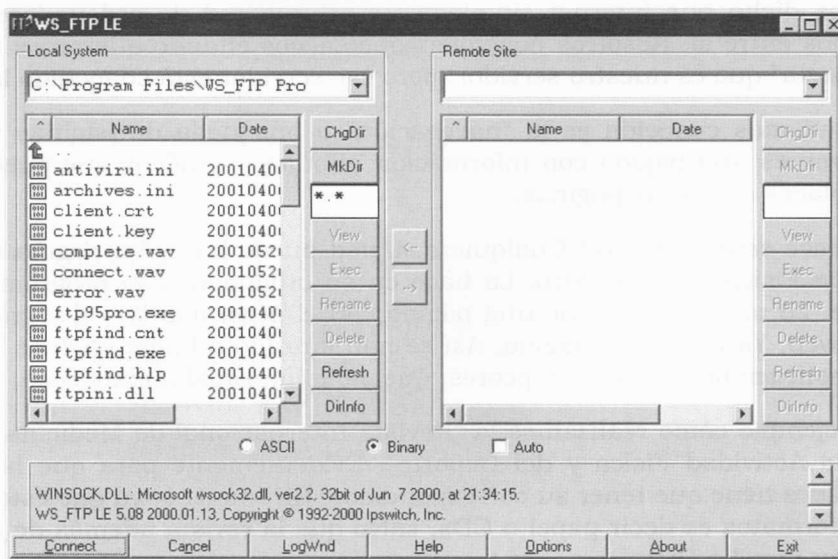 WS_FTP LE
Local System
C:\Program Files\WS_FTP Pro
^ Name Date
..
antiviru.ini 2001040
archives.ini 2001040
client.crt 2001040
client.key 2001040
complete.wav 2001052
connect.wav 2001052
error.wav 2001052
ftp95pro.exe 2001040
ftpfind.cnt 2001040
ftpfind.exe 2001040
ftpfind.hlp 2001040
ftpini.dll 2001040
ChgDir
MkDir
*.*
View
Exec
Rename
Delete
Refresh
DirInfo
<--
-->
Remote Site
^ Name Date
ChgDir
MkDir
View
Exec
Rename
Delete
Refresh
DirInfo
ASCII Binary Auto
WINSOCK.DLL: Microsoft wsock32.dll, ver2.2, 32bit of Jun 7 2000, at 21:34:15.
WS_FTP LE 5.08 2000.01.13, Copyright © 1992-2000 Ipswitch, Inc.
Connect Cancel LogWnd Help Options About Exit